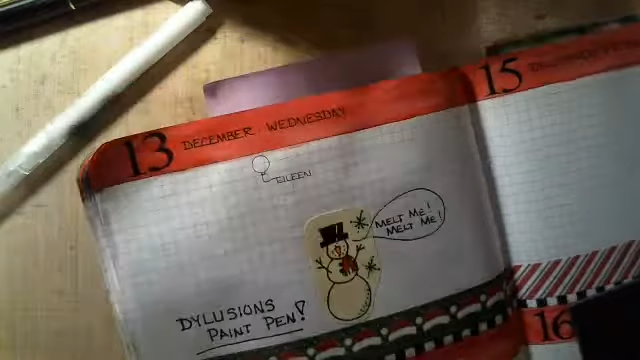 13 DECEMBER WEDNESDAY
15
EILEEN
MELT ME!
MELT ME!
DYLUSIONS
PAINT PEN!
16